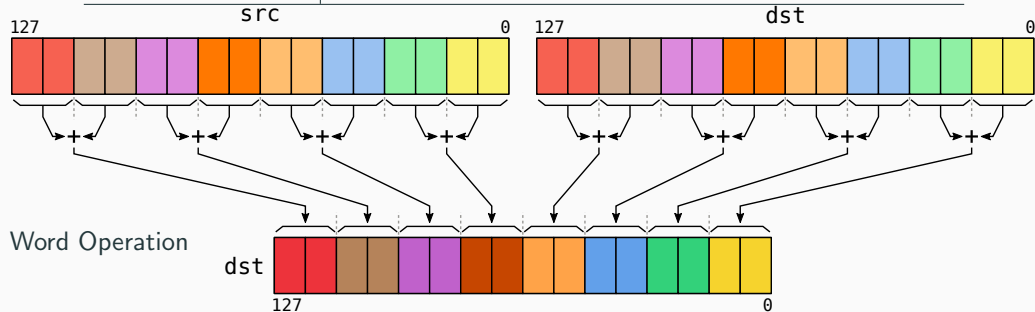 src dst
127 0 127 0
+ + + + + + + +
Word Operation
dst
127 0